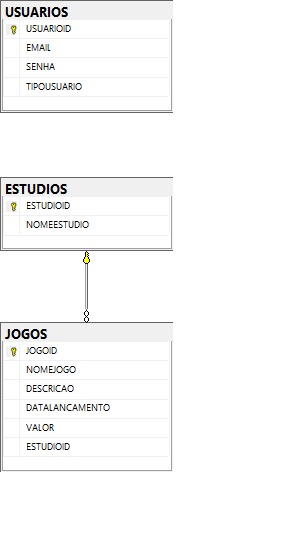 USUARIOS
USUARIOID
EMAIL
SENHA
TIPOUSUARIO
ESTUDIOS
ESTUDIOID
NOMEESTUDIO
JOGOS
JOGOID
NOMEJOGO
DESCRICAO
DATALANCAMENTO
VALOR
ESTUDIOID